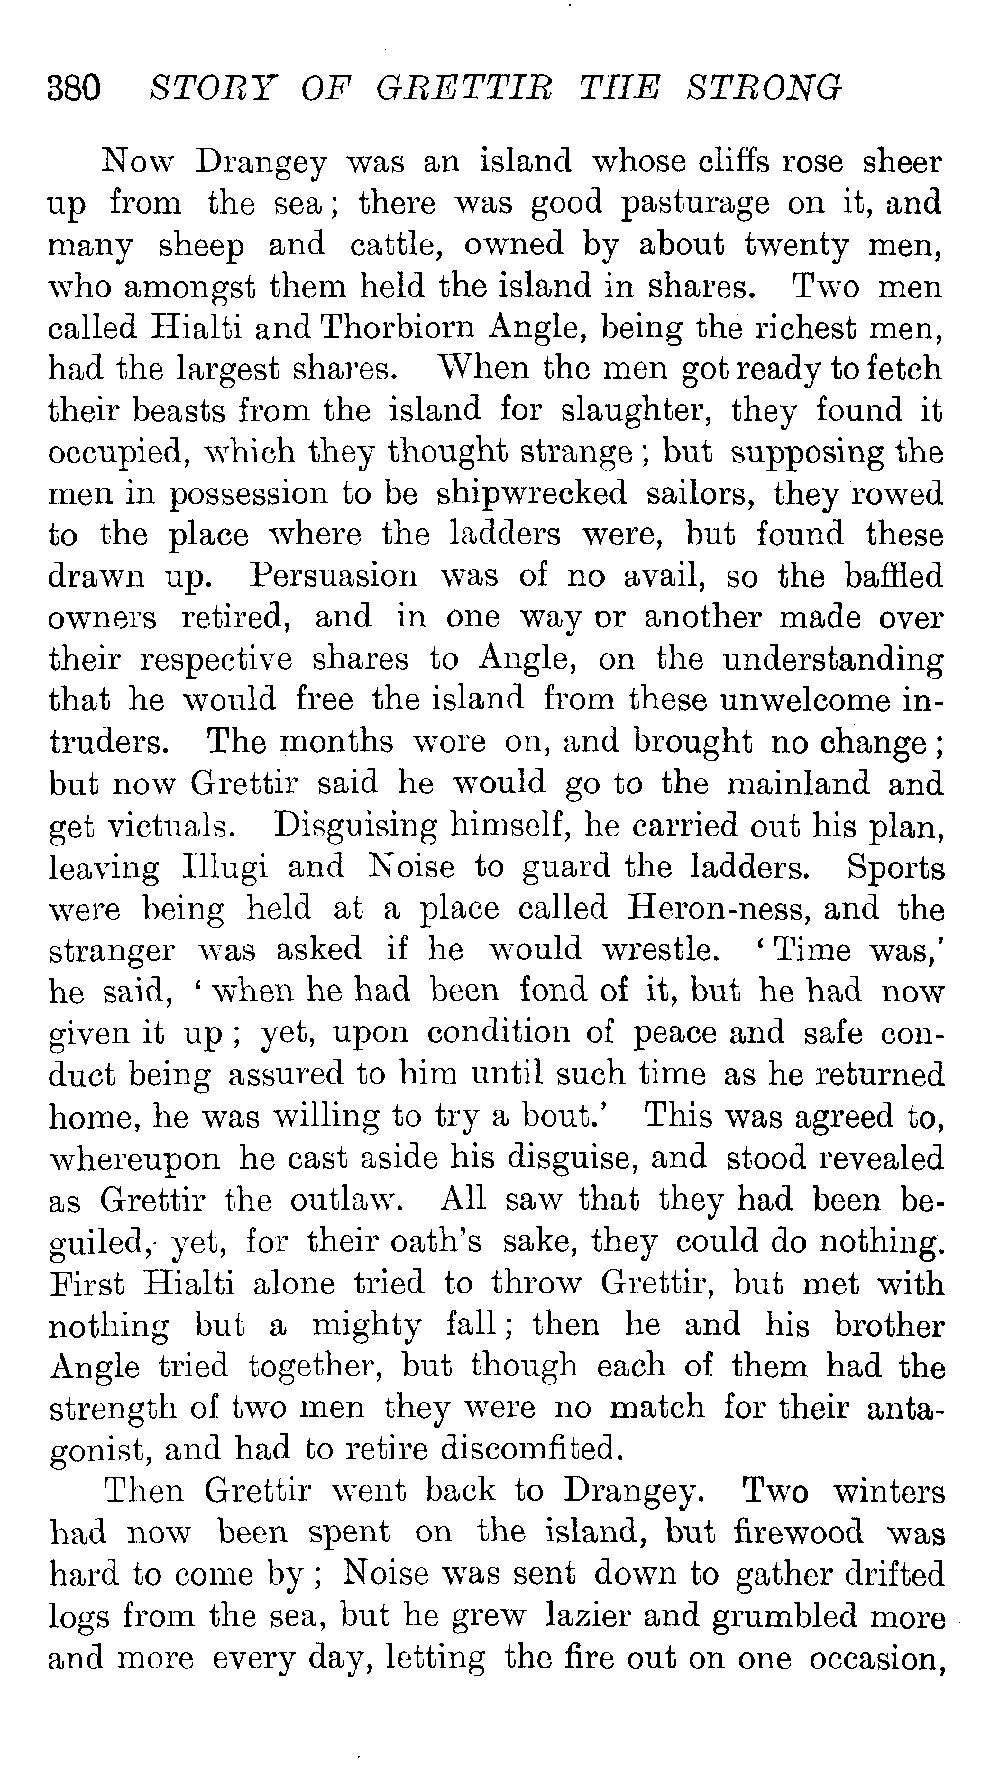 380 STORY OF GRETTIR THE STRONG
Now Drangey was an island whose cliffs rose sheer
up from the sea; there was good pasturage on it, and
many sheep and cattle, owned by about twenty men,
who amongst them held the island in shares. Two men
called Hialti and Thorbiorn Angle, being the richest men,
had the largest shares. When the men got ready to fetch
their beasts from the island for slaughter, they found it
occupied, which they thought strange; but supposing the
men in possession to be shipwrecked sailors, they rowed
to the place where the ladders were, but found these
drawn up. Persuasion was of no avail, so the baffled
owners retired, and in one way or another made over
their respective shares to Angle, on the understanding
that he would free the island from these unwelcome in-
truders. The months wore on, and brought no change;
but now Grettir said he would go to the mainland and
get victuals. Disguising himself, he carried out his plan,
leaving Illugi and Noise to guard the ladders. Sports
were being held at a place called Heron-ness, and the
stranger was asked if he would wrestle. ‘Time was,’
he said, ‘when he had been fond of it, but he had now
given it up; yet, upon condition of peace and safe con-
duct being assured to him until such time as he returned
home, he was willing to try a bout.’ This was agreed to,
whereupon he cast aside his disguise, and stood revealed
as Grettir the outlaw. All saw that they had been be-
guiled, yet, for their oath's sake, they could do nothing.
First Hialti alone tried to throw Grettir, but met with
nothing but a mighty fall; then he and his brother
Angle tried together, but though each of them had the
strength of two men they were no match for their anta-
gonist, and had to retire discomfited.
Then Grettir went back to Drangey. Two winters
had now been spent on the island, but firewood was
hard to come by; Noise was sent down to gather drifted
logs from the sea, but he grew lazier and grumbled more
and more every day, letting the fire out on one occasion,